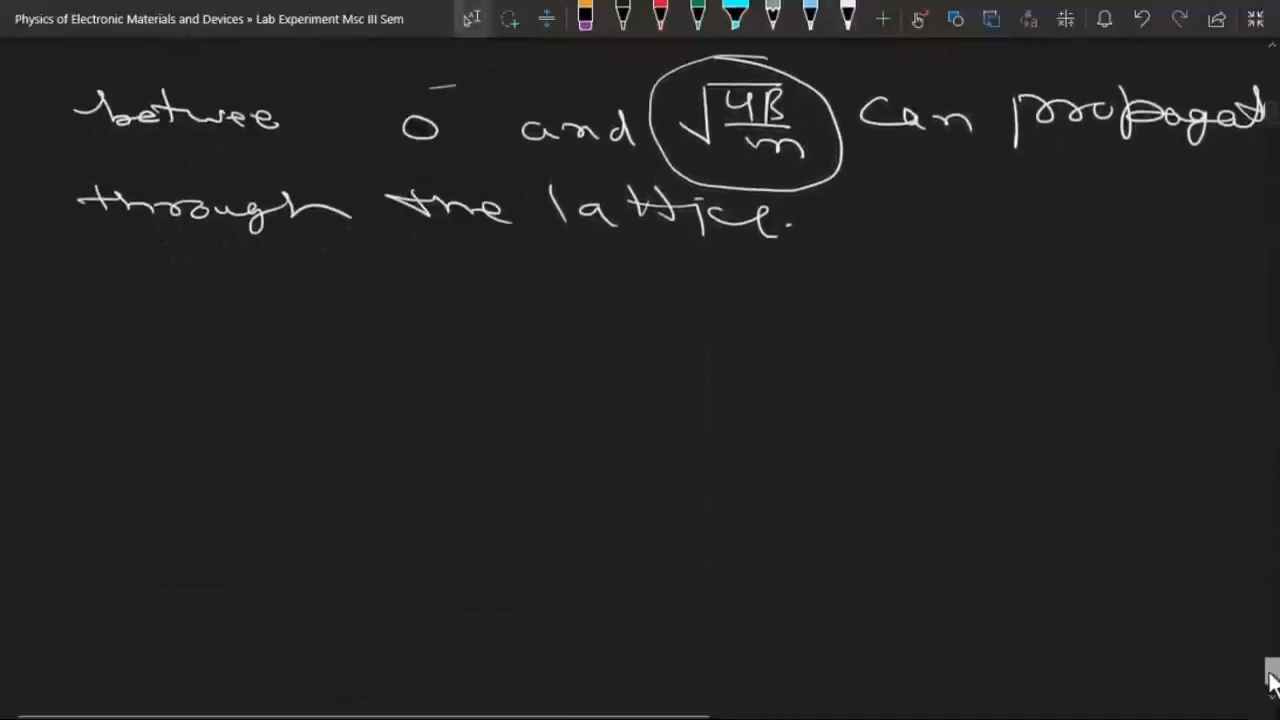 Physics of Electronic Materials and Devices » Lab Experiment Msc III Sem
betwee 0 and √(4β/m) can propagat
through the lattice.